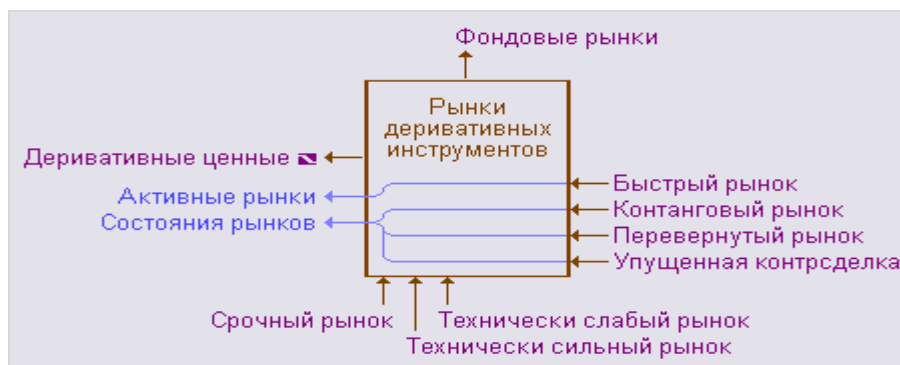 Фондовые рынки
Рынки
деривативных
инструментов
Деривативные ценные
Активные рынки
Состояния рынков
Быстрый рынок
Контанговый рынок
Перевернутый рынок
Упущенная контрсделка
Срочный рынок
Технически слабый рынок
Технически сильный рынок